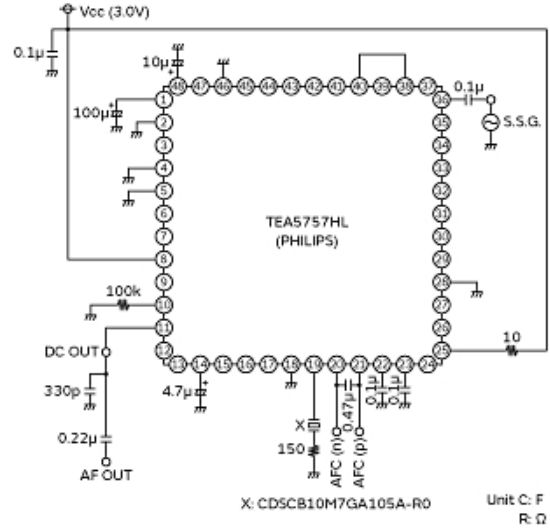 Vcc (3.0V)
0.1μ
10μ
+
48 47 46 45 44 43 42 41 40 39 38 37
0.1μ
S.S.G.
100μ
+
1
2
3
4
5
6
7
8
9
10
11
12
36
35
34
33
32
31
30
29
28
27
26
25
TEA5757HL
(PHILIPS)
100k
10
DC OUT
13 14 15 16 17 18 19 20 21 22 23 24
330p
4.7μ
+
0.47μ
0.1μ
0.1μ
X
150
0.22μ
AFC (n)
AFC (p)
AF OUT
X: CDSCB10M7GA105A-R0
Unit C: F
R: Ω